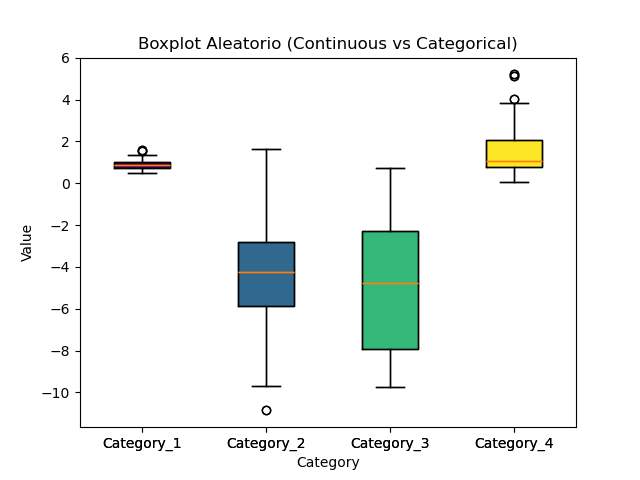 Boxplot Aleatorio (Continuous vs Categorical)
6
4
2
0
−2
−4
−6
−8
−10
Value
Category_1 Category_2 Category_3 Category_4
Category